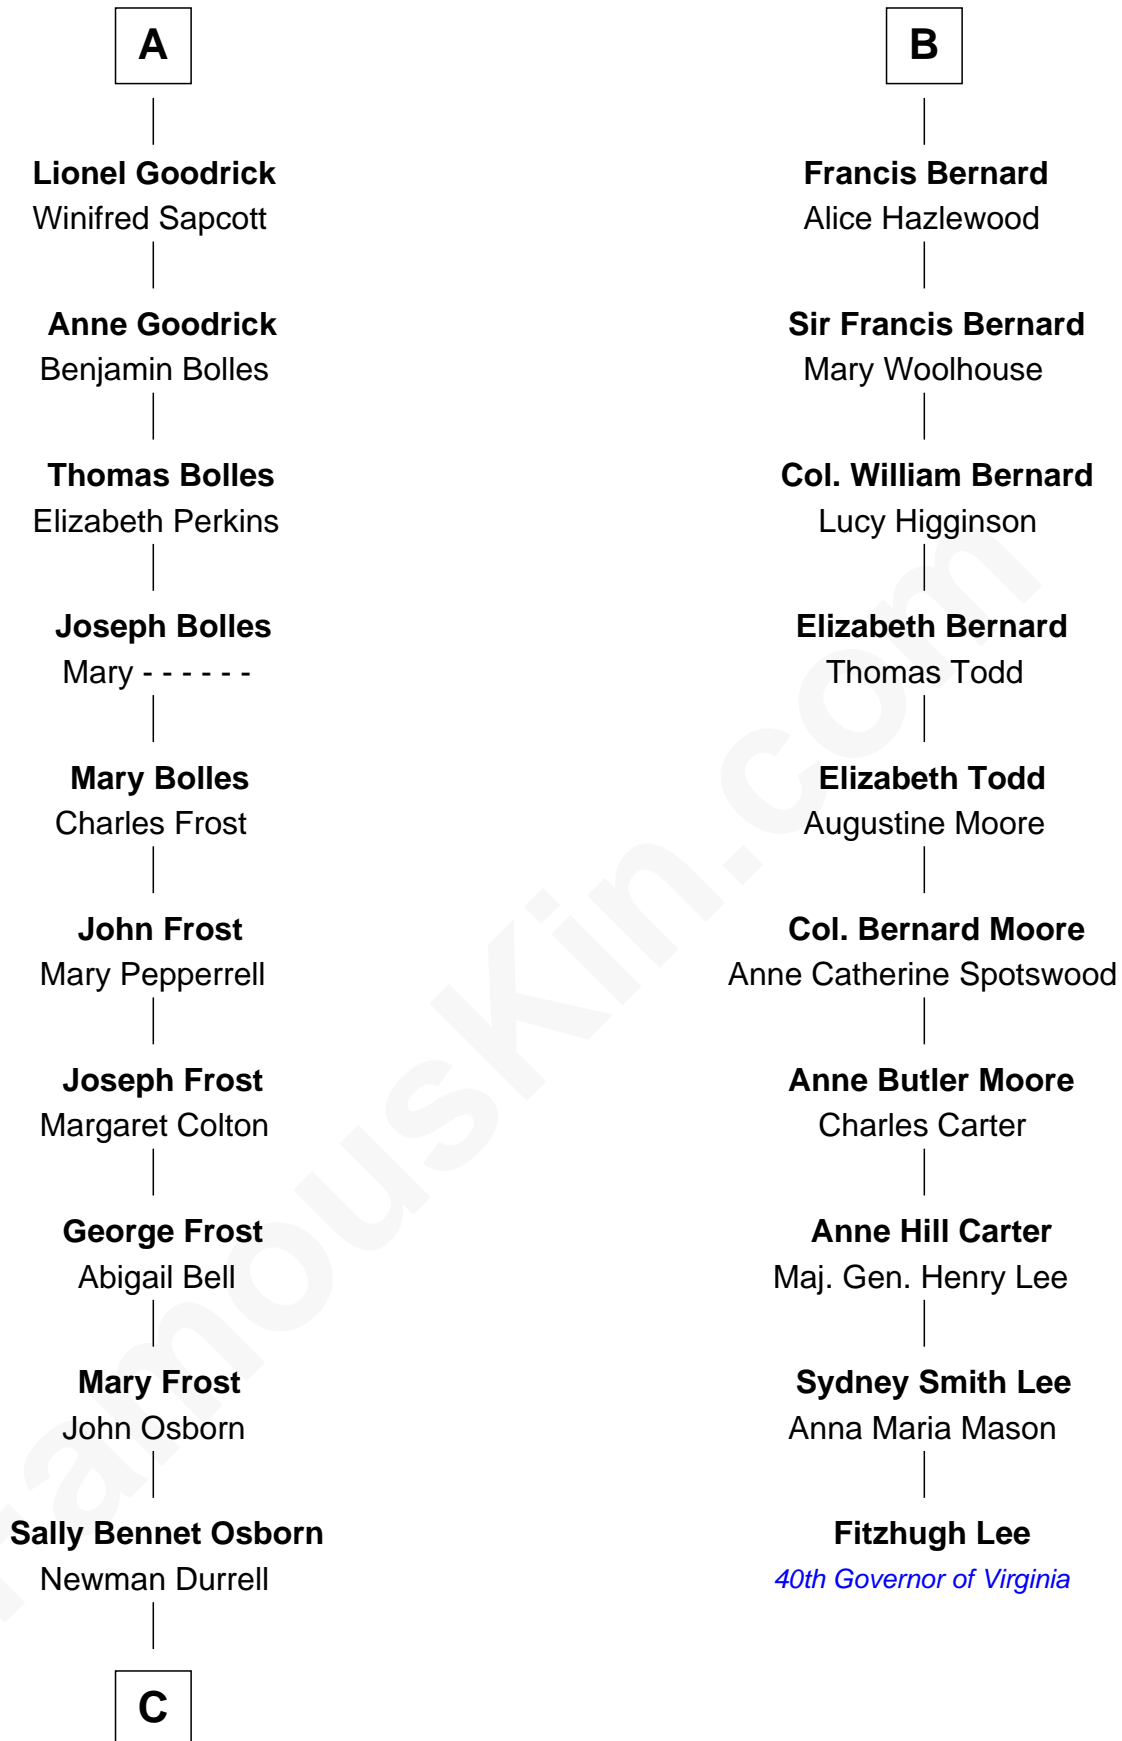 A
Lionel Goodrick
Winifred Sapcott
Anne Goodrick
Benjamin Bolles
Thomas Bolles
Elizabeth Perkins
Joseph Bolles
Mary - - - - - -
Mary Bolles
Charles Frost
John Frost
Mary Pepperrell
Joseph Frost
Margaret Colton
George Frost
Abigail Bell
Mary Frost
John Osborn
Sally Bennet Osborn
Newman Durrell
C
B
Francis Bernard
Alice Hazlewood
Sir Francis Bernard
Mary Woolhouse
Col. William Bernard
Lucy Higginson
Elizabeth Bernard
Thomas Todd
Elizabeth Todd
Augustine Moore
Col. Bernard Moore
Anne Catherine Spotswood
Anne Butler Moore
Charles Carter
Anne Hill Carter
Maj. Gen. Henry Lee
Sydney Smith Lee
Anna Maria Mason
Fitzhugh Lee
40th Governor of Virginia
FamousKin.com